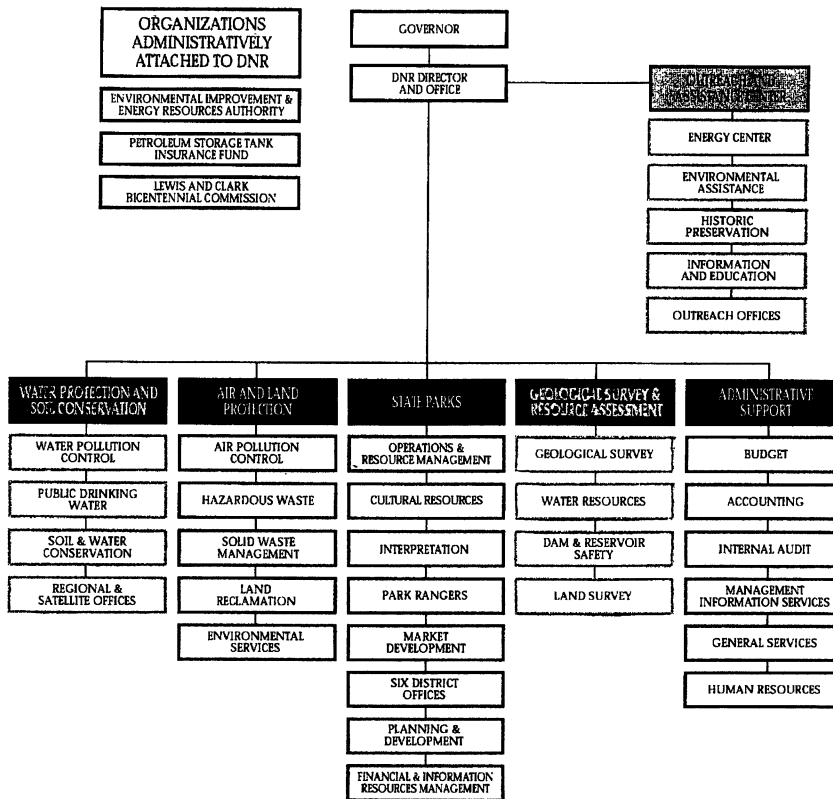 ORGANIZATIONS
ADMINISTRATIVELY
ATTACHED TO DNR
ENVIRONMENTAL IMPROVEMENT &
ENERGY RESOURCES AUTHORITY
PETROLEUM STORAGE TANK
INSURANCE FUND
LEWIS AND CLARK
BICENTENNIAL COMMISSION
GOVERNOR
DNR DIRECTOR
AND OFFICE
OUTREACH AND
ASSISTANCE CENTER
ENERGY CENTER
ENVIRONMENTAL
ASSISTANCE
HISTORIC
PRESERVATION
INFORMATION
AND EDUCATION
OUTREACH OFFICES
WATER PROTECTION AND
SOIL CONSERVATION
WATER POLLUTION
CONTROL
PUBLIC DRINKING
WATER
SOIL & WATER
CONSERVATION
REGIONAL &
SATELLITE OFFICES
AIR AND LAND
PROTECTION
AIR POLLUTION
CONTROL
HAZARDOUS WASTE
SOLID WASTE
MANAGEMENT
LAND
RECLAMATION
ENVIRONMENTAL
SERVICES
STATE PARKS
OPERATIONS &
RESOURCE MANAGEMENT
CULTURAL RESOURCES
INTERPRETATION
PARK RANGERS
MARKET
DEVELOPMENT
SIX DISTRICT
OFFICES
PLANNING &
DEVELOPMENT
FINANCIAL & INFORMATION
RESOURCES MANAGEMENT
GEOLOGICAL SURVEY &
RESOURCE ASSESSMENT
GEOLOGICAL SURVEY
WATER RESOURCES
DAM & RESERVOIR
SAFETY
LAND SURVEY
ADMINISTRATIVE
SUPPORT
BUDGET
ACCOUNTING
INTERNAL AUDIT
MANAGEMENT
INFORMATION SERVICES
GENERAL SERVICES
HUMAN RESOURCES